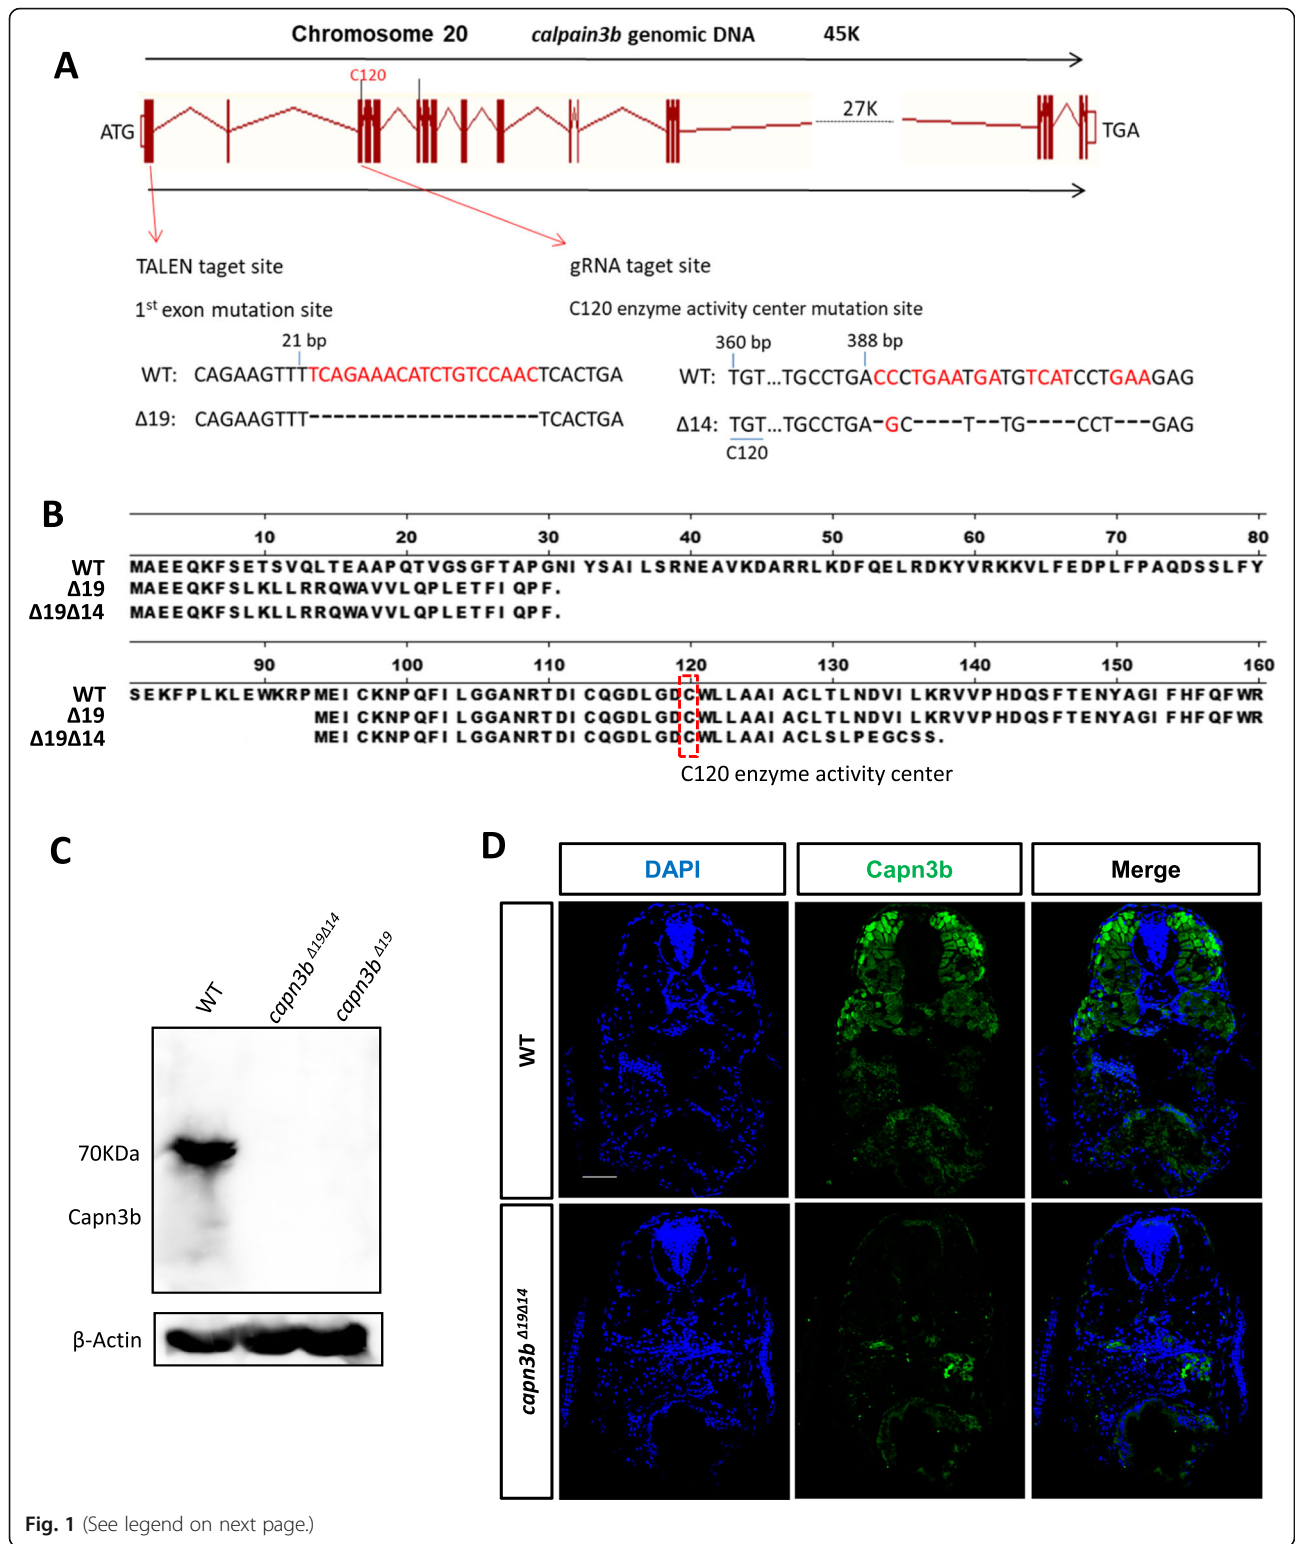 A
Chromosome 20 calpain3b genomic DNA 45K
C120
ATG
27K
TGA
TALEN taget site
gRNA taget site
1st exon mutation site
C120 enzyme activity center mutation site
21 bp
360 bp
388 bp
WT: CAGAAGTTTTCAGAAACATCTGTCCAACTCACTGA
WT: TGT...TGCCTGACCCTGAATGATGTCATCCTGAAGAG
Δ19: CAGAAGTTT-------------------TCACTGA
Δ14: TGT...TGCCTGA-GC----T--TG----CCT---GAG
C120
B
10 20 30 40 50 60 70 80
WT MAEEQKFSETSVQLTEAAPQTVGSGFTAPGNIYSAILSRNEAVKDARRLKDFQELRDKYVRKKVLFEDPLFPAQDSSLFY
Δ19 MAEEQKFSLKLLRRQWAVVLQPLETFIQPF.
Δ19Δ14 MAEEQKFSLKLLRRQWAVVLQPLETFIQPF.
90 100 110 120 130 140 150 160
WT SEKFPLKLEWKRPMEICKNPQFILGGANRTDICQGDLGDCWLLAAIACLTLNDVILKRVVPHDQSFTENYAGIFHFQFWR
Δ19 MEICKNPQFILGGANRTDICQGDLGDCWLLAAIACLTLNDVILKRVVPHDQSFTENYAGIFHFQFWR
Δ19Δ14 MEICKNPQFILGGANRTDICQGDLGDCWLLAAIACLSLPEGCSS.
C120 enzyme activity center
C
WT
capn3b Δ19Δ14
capn3b Δ19
70KDa
Capn3b
β-Actin
D
DAPI
Capn3b
Merge
WT
capn3b Δ19Δ14
Fig. 1 (See legend on next page.)